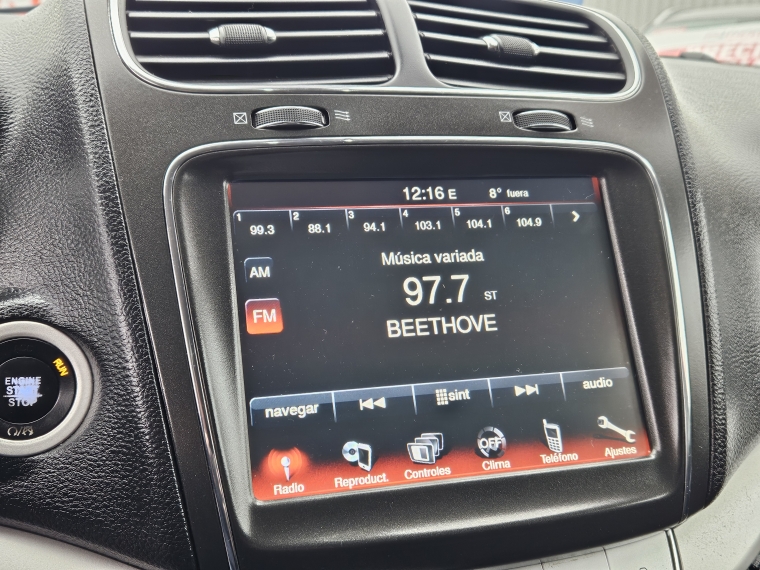 12:16 E 8° fuera
1 2 3 4 5 6
99.3 88.1 94.1 103.1 104.1 104.9
AM
Música variada
97.7 ST
FM
BEETHOVE
navegar sint audio
Radio Reproduct. Controles OFF Clima Teléfono Ajustes
ENGINE
START
STOP
RUN